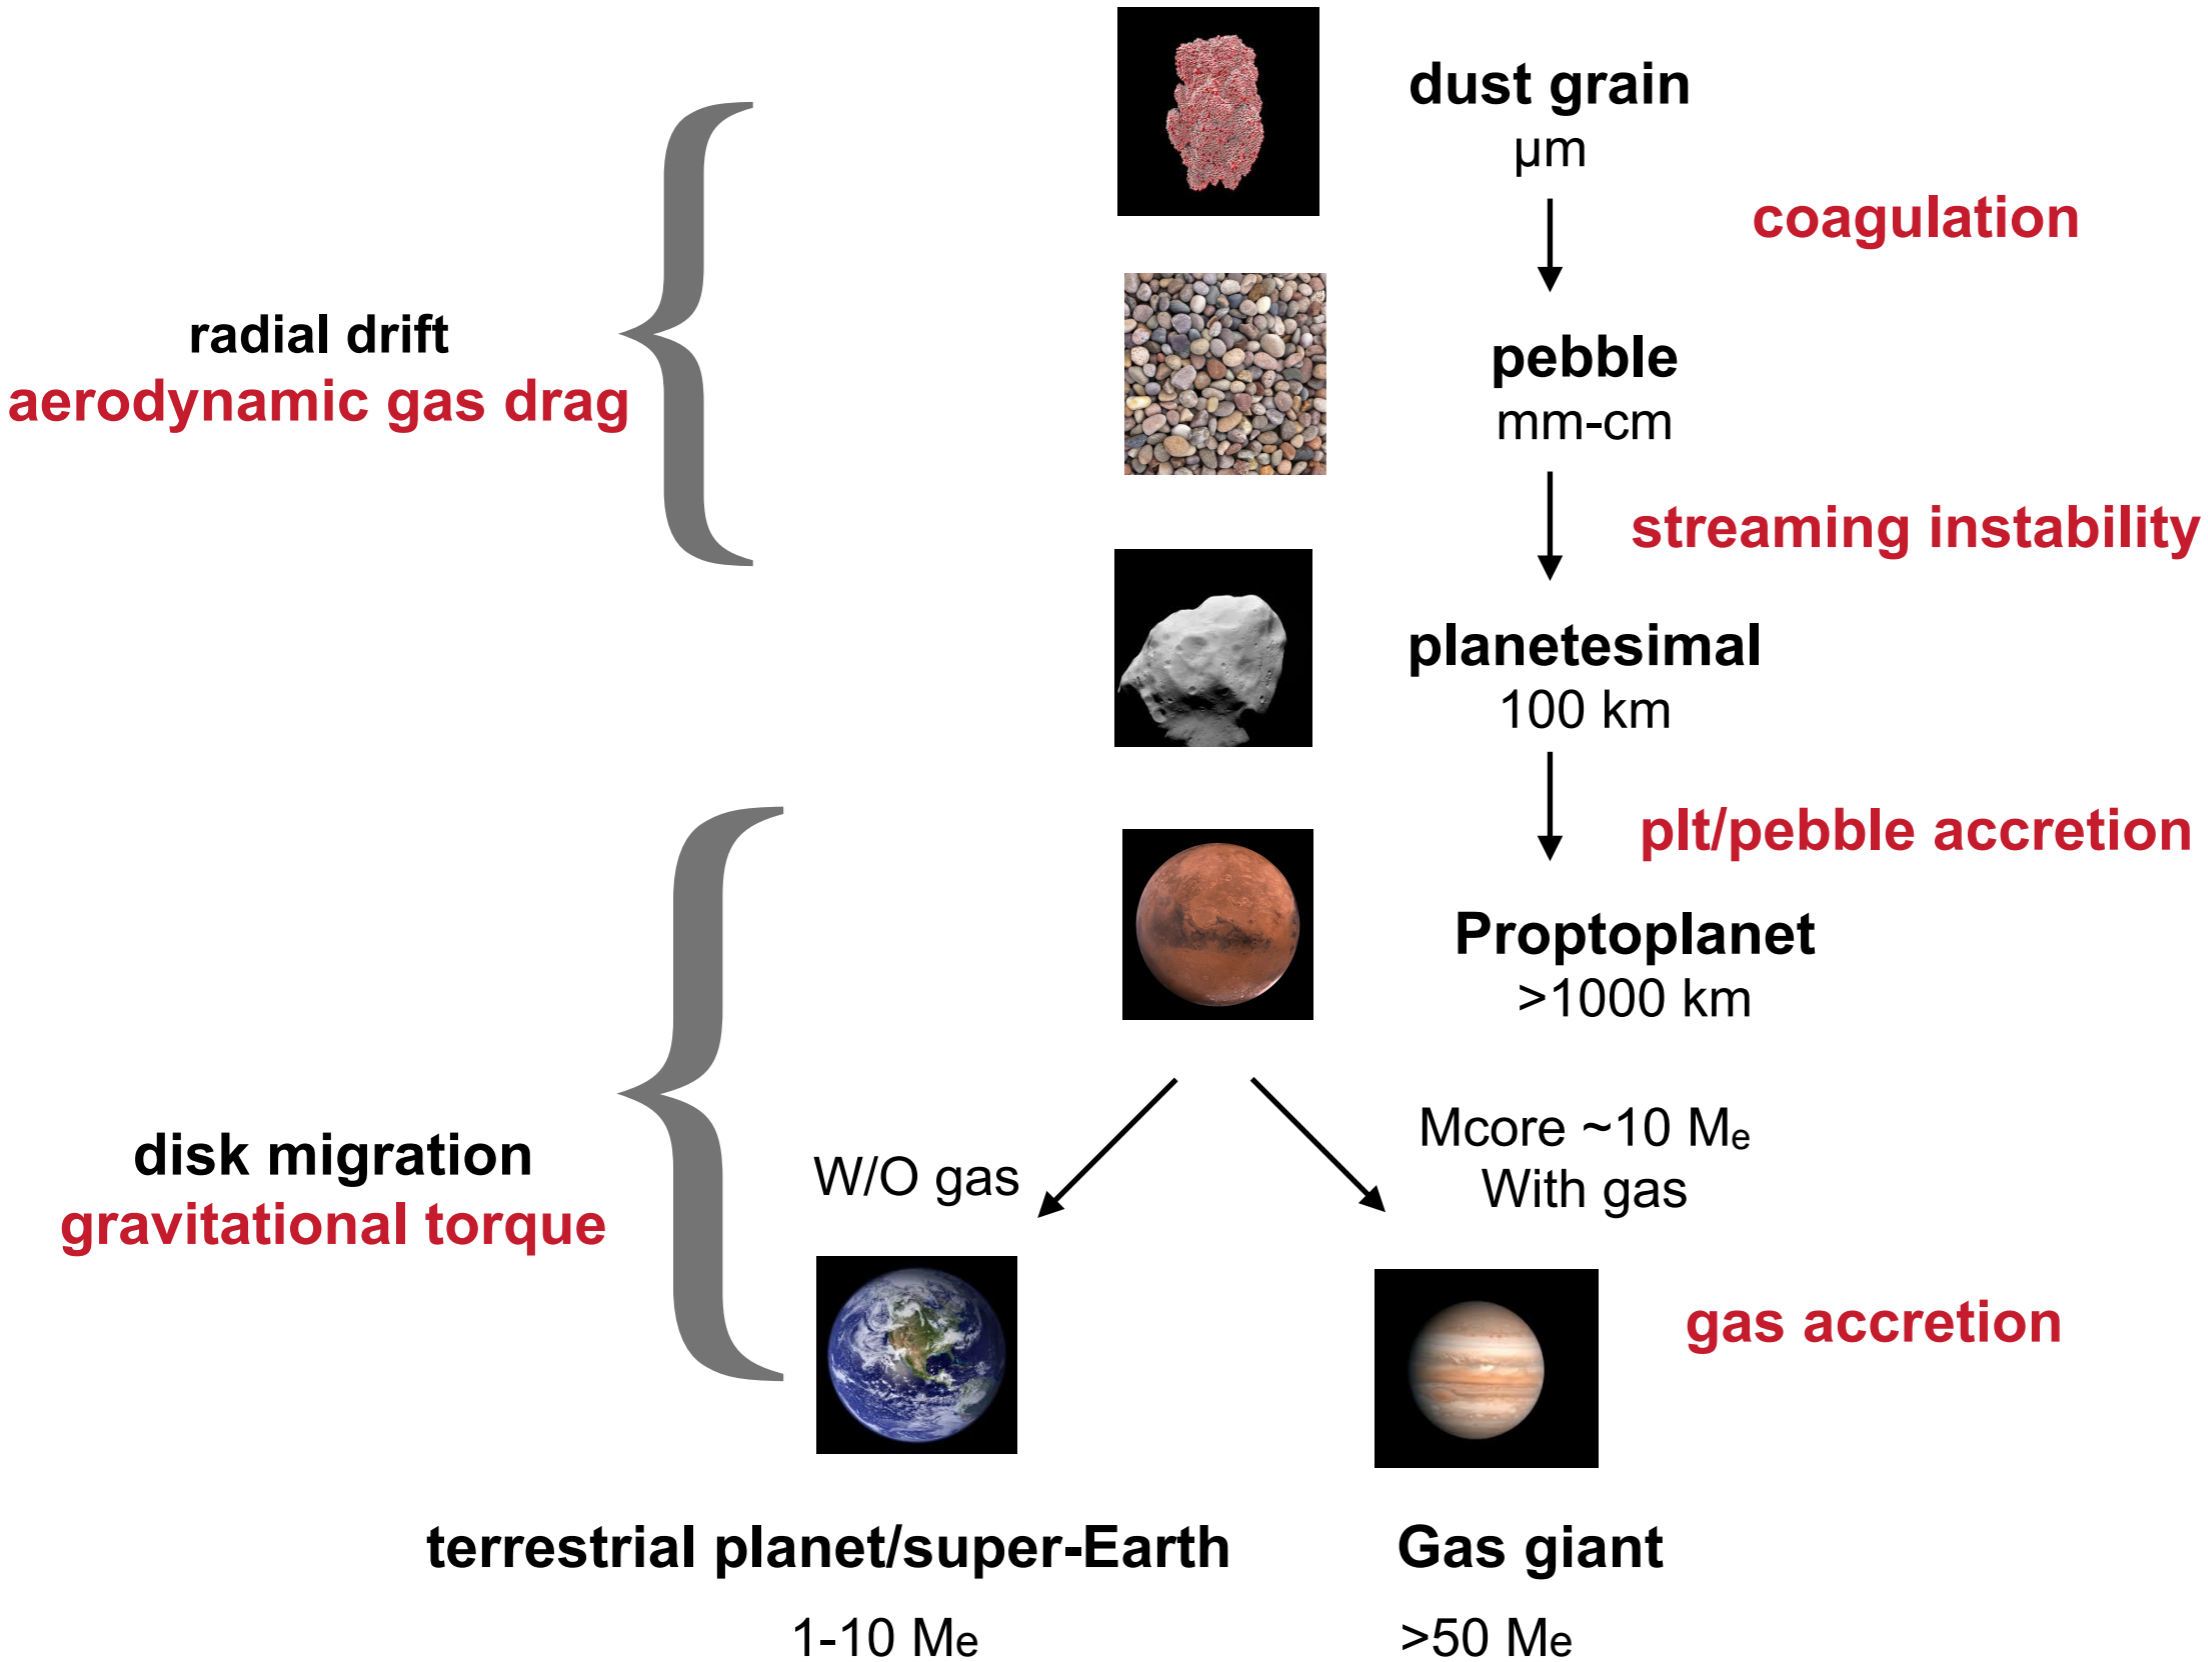 dust grain
μm
coagulation
radial drift
aerodynamic gas drag
pebble
mm-cm
streaming instability
planetesimal
100 km
plt/pebble accretion
Proptoplanet
>1000 km
disk migration
gravitational torque
W/O gas
Mcore ~10 Me
With gas
gas accretion
terrestrial planet/super-Earth
1-10 Me
Gas giant
>50 Me